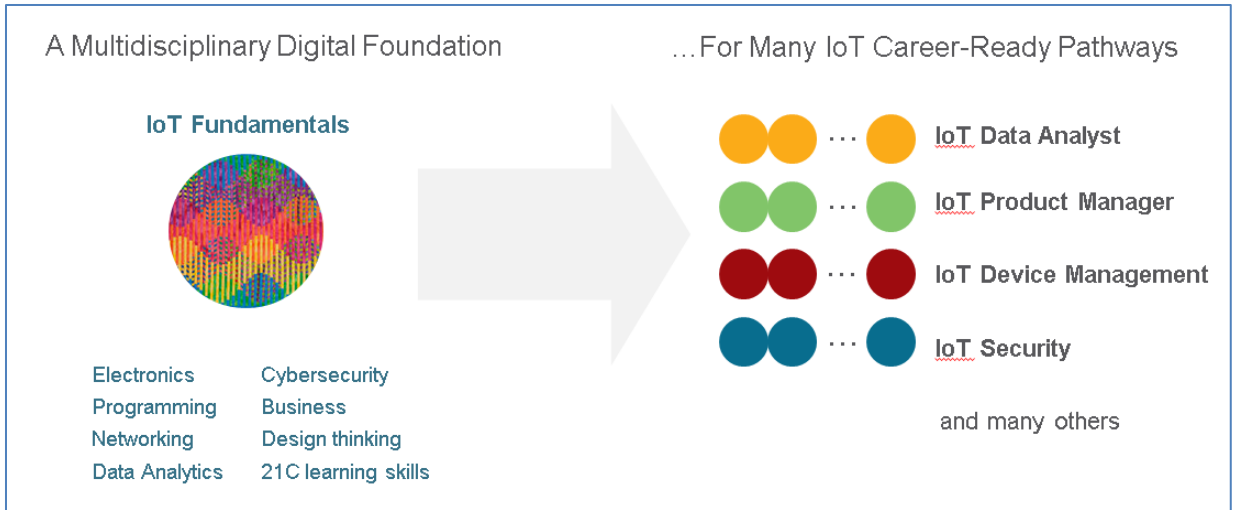 A Multidisciplinary Digital Foundation
...For Many IoT Career-Ready Pathways
IoT Fundamentals
Electronics
Programming
Networking
Data Analytics
Cybersecurity
Business
Design thinking
21C learning skills
... IoT Data Analyst
... IoT Product Manager
... IoT Device Management
... IoT Security
and many others